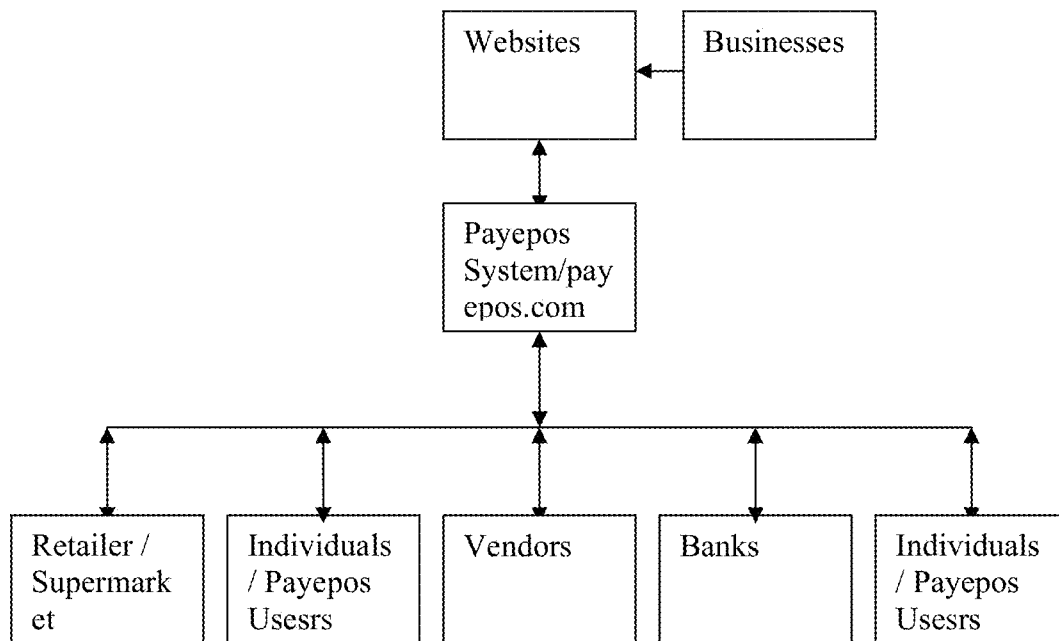 Websites
Businesses
Payepos
System/pay
epos.com
Retailer /
Supermark
et
Individuals
/ Payepos
Usesrs
Vendors
Banks
Individuals
/ Payepos
Usesrs